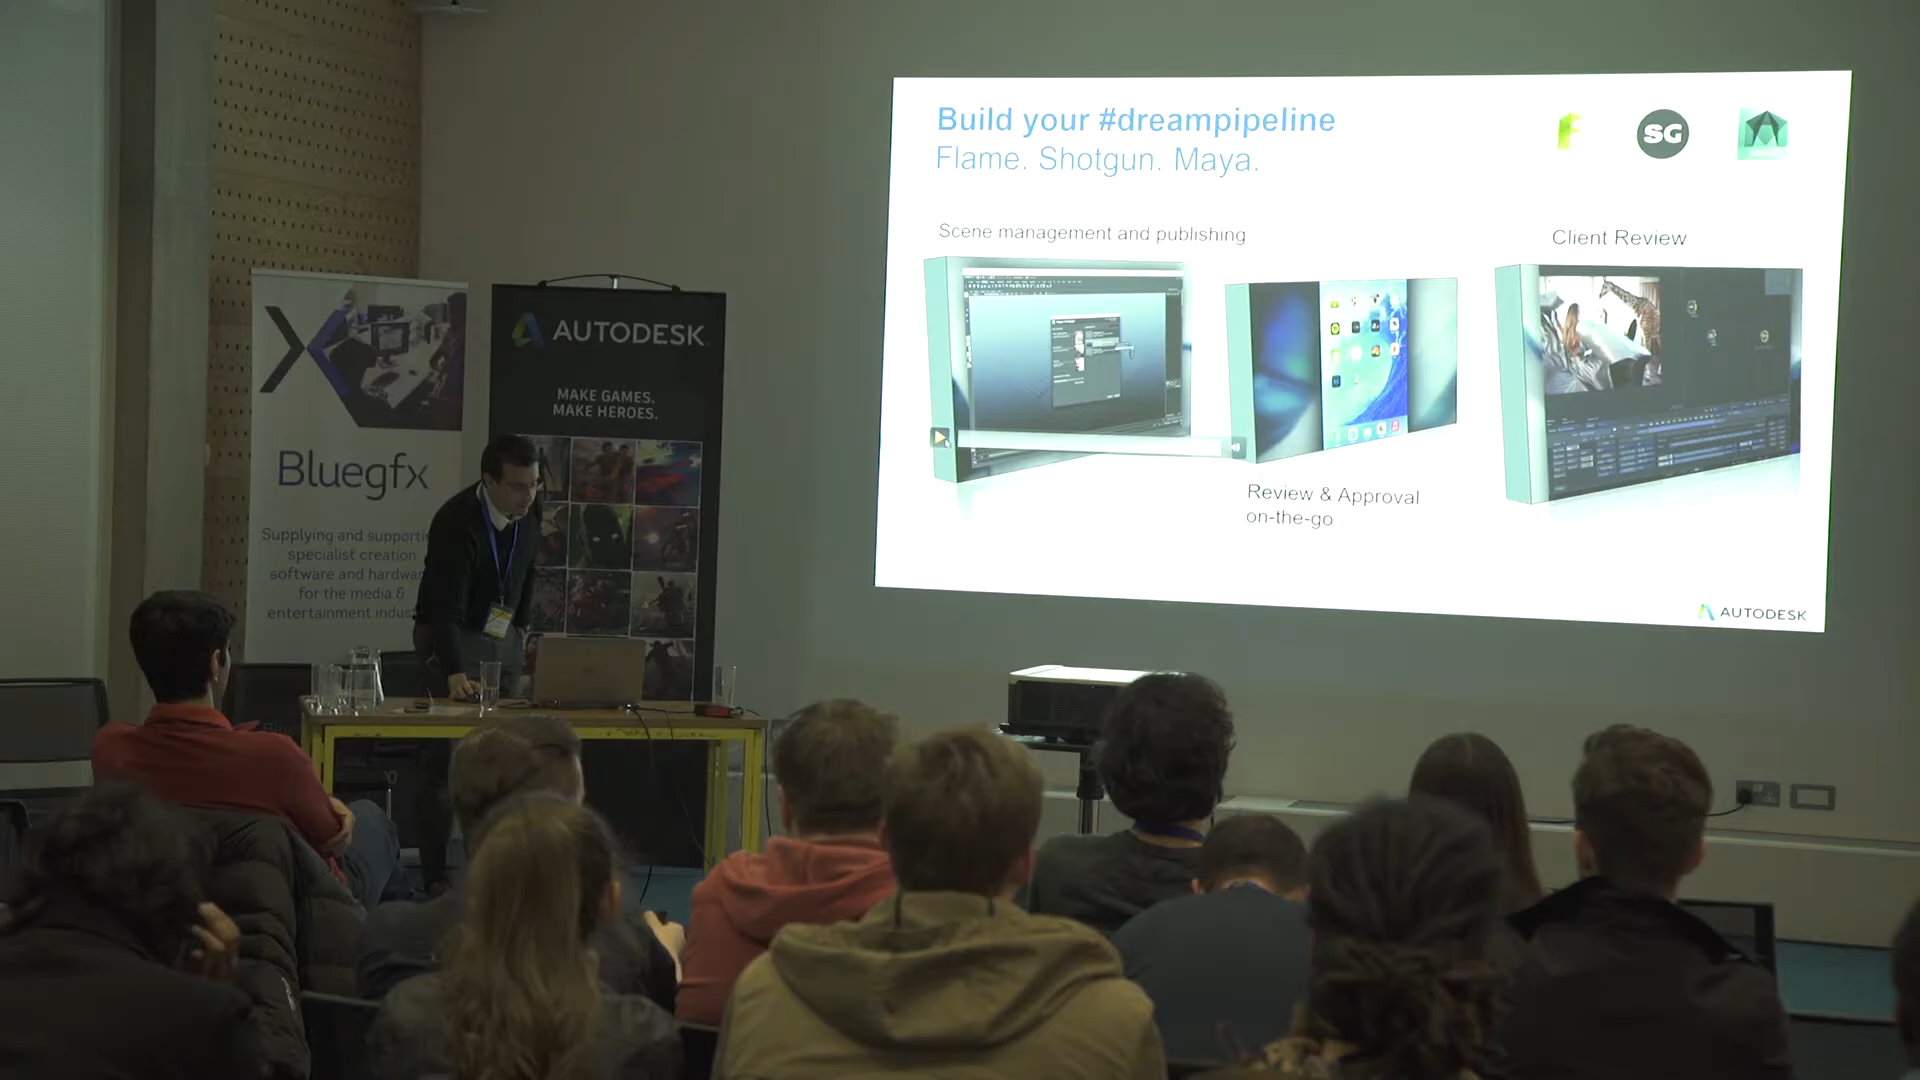 Build your #dreampipeline
Flame. Shotgun. Maya.
SG
Scene management and publishing
Client Review
Review & Approval
on-the-go
AUTODESK
Bluegfx
Supplying and supporti
specialist creation
software and hardwar
for the media &
entertainment indus
AUTODESK
MAKE GAMES.
MAKE HEROES.